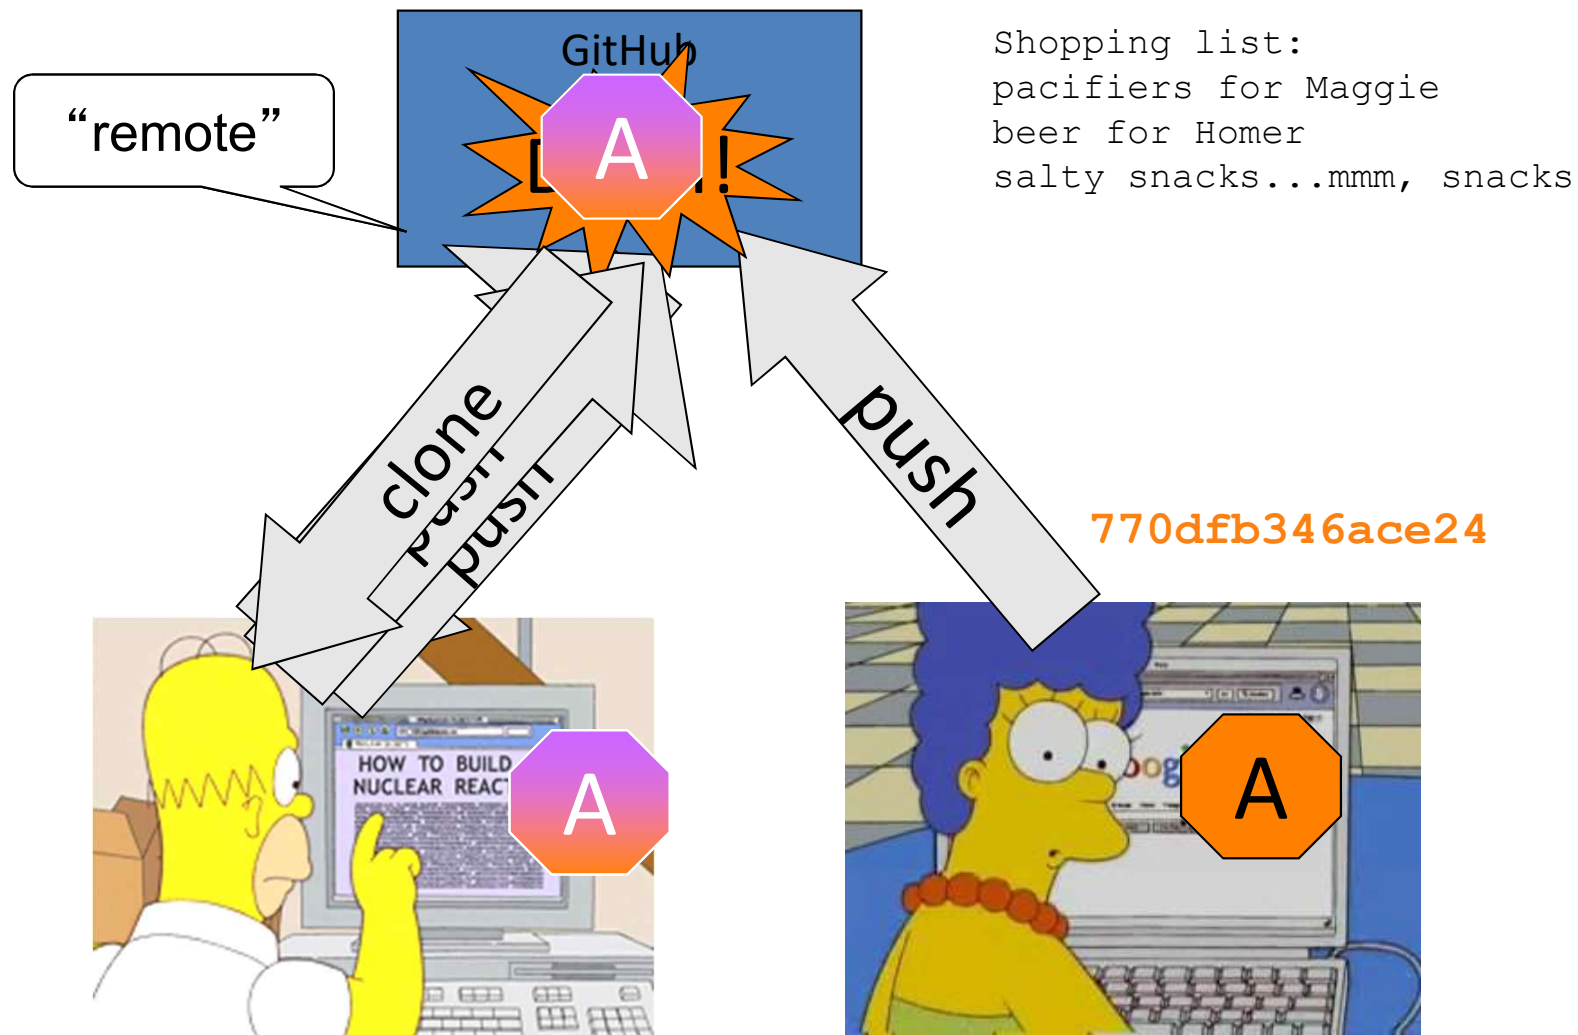 GitHub
“remote”
A
!
Shopping list:
pacifiers for Maggie
beer for Homer
salty snacks...mmm, snacks
clone
push
push
push
770dfb346ace24
HOW TO BUILD
NUCLEAR REACT
A
A